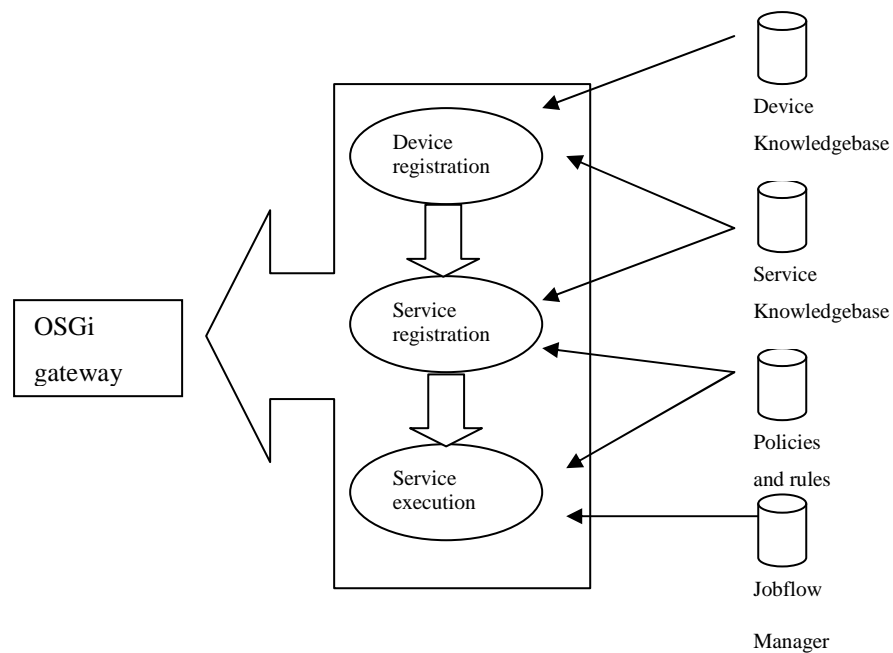 Device
Knowledgebase
Device
registration
Service
Knowledgebase
Service
registration
OSGi
gateway
Policies
and rules
Service
execution
Jobflow
Manager